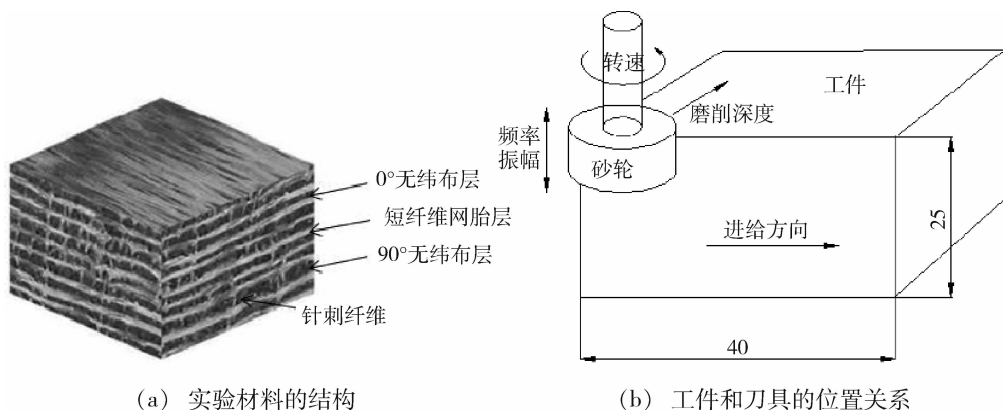 0°无纬布层
短纤维网胎层
90°无纬布层
针刺纤维
(a) 实验材料的结构
转速
工件
磨削深度
频率
振幅
砂轮
进给方向
25
40
(b) 工件和刀具的位置关系